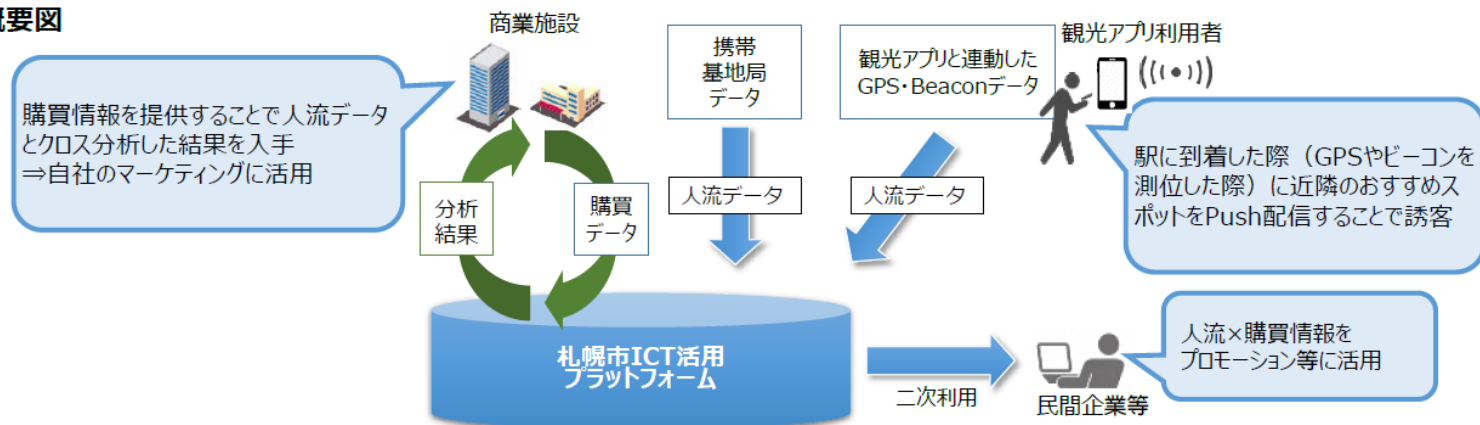 要図
商業施設
購買情報を提供することで人流データ
とクロス分析した結果を入手
⇒自社のマーケティングに活用
分析
結果
購買
データ
携帯
基地局
データ
人流データ
観光アプリと連動した
GPS・Beaconデータ
人流データ
観光アプリ利用者
駅に到着した際（GPSやビーコンを
測位した際）に近隣のおすすめス
ポットをPush配信することで誘客
札幌市ICT活用
プラットフォーム
二次利用
民間企業等
人流×購買情報を
プロモーション等に活用